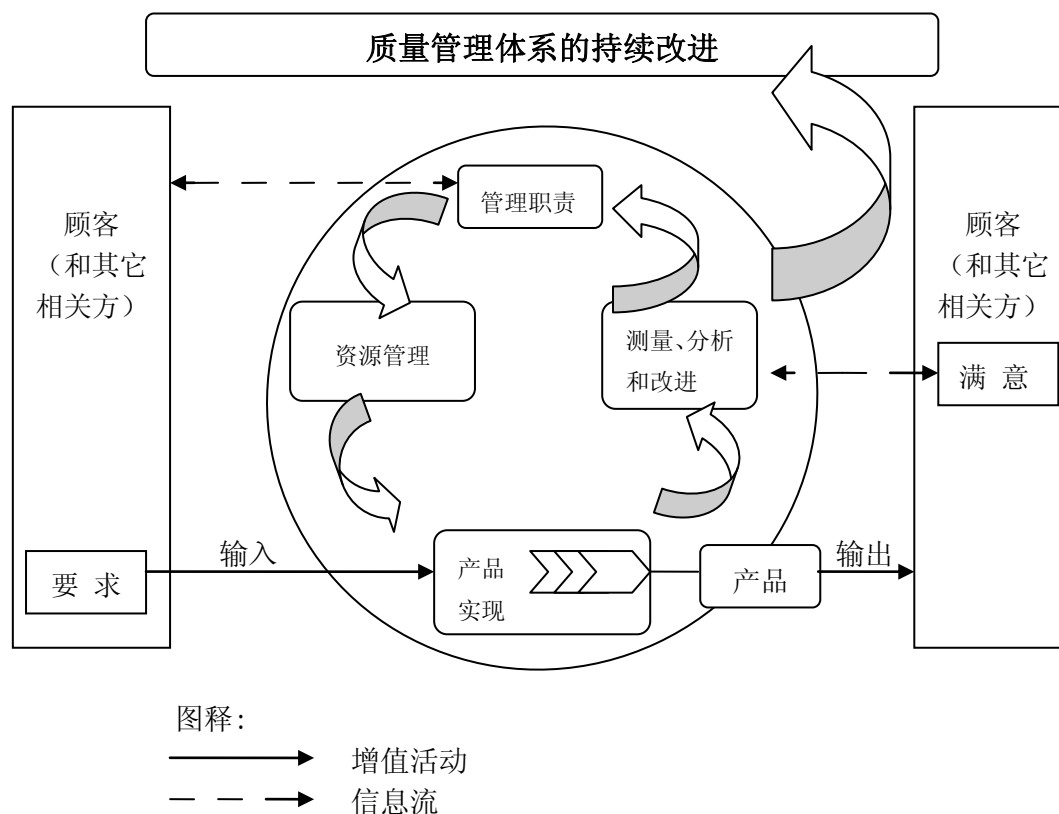 质量管理体系的持续改进
顾客
（和其它
相关方）
管理职责
顾客
（和其它
相关方）
资源管理
测量、分析
和改进
满 意
要 求
输入
产品
实现
产品
输出
图释:
增值活动
信息流